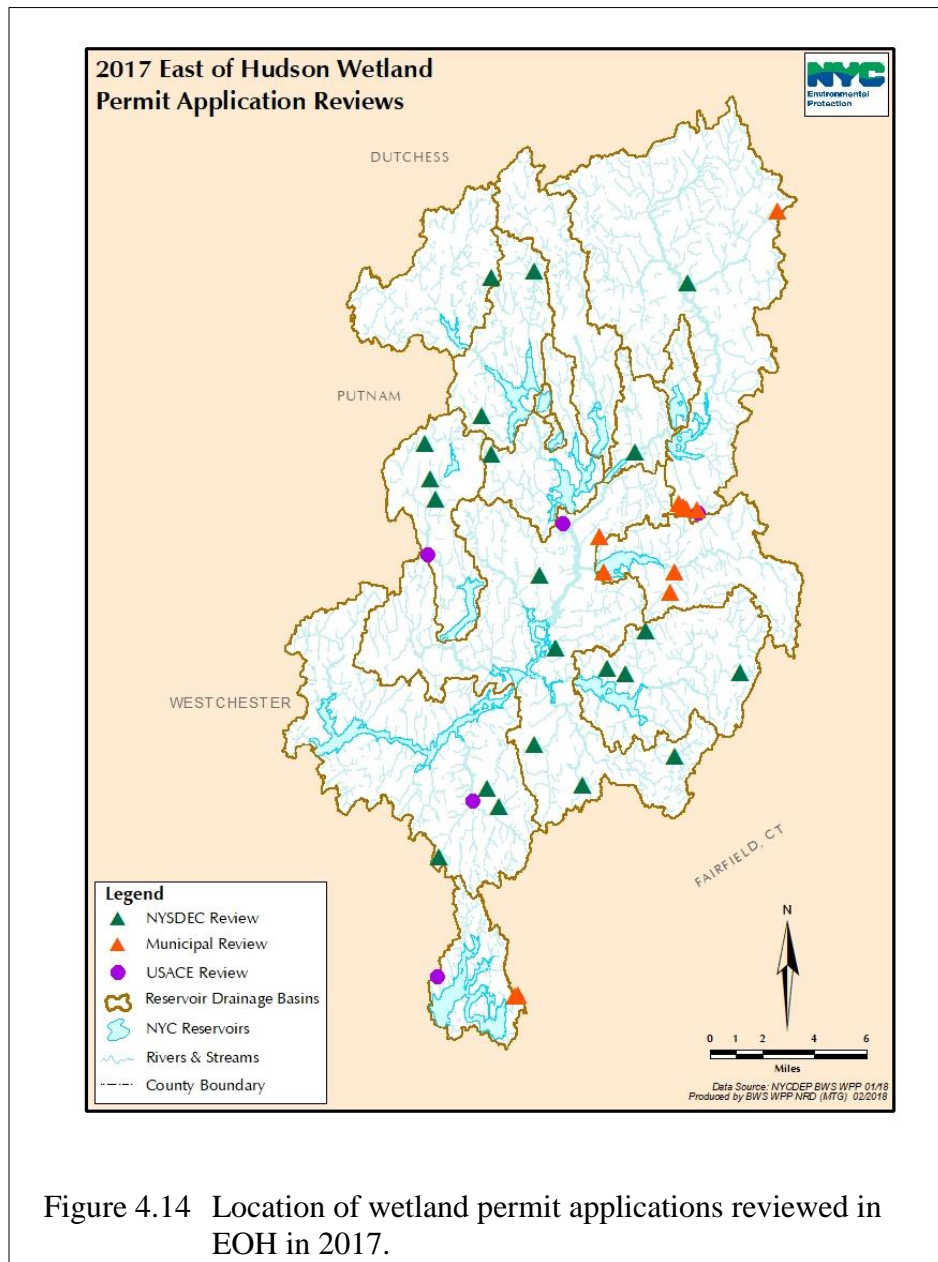 2017 East of Hudson Wetland
Permit Application Reviews
NYC
Environmental
Protection
DUTCHESS
PUTNAM
WESTCHESTER
FAIRFIELD, CT
Legend
NYSDEC Review
Municipal Review
USACE Review
Reservoir Drainage Basins
NYC Reservoirs
Rivers & Streams
County Boundary
N
0 1 2 4 6
Miles
Data Source: NYCDEP BWS WPP 01/18
Produced by BWS WPP NRD (MTG) 02/2018
Figure 4.14 Location of wetland permit applications reviewed in
EOH in 2017.